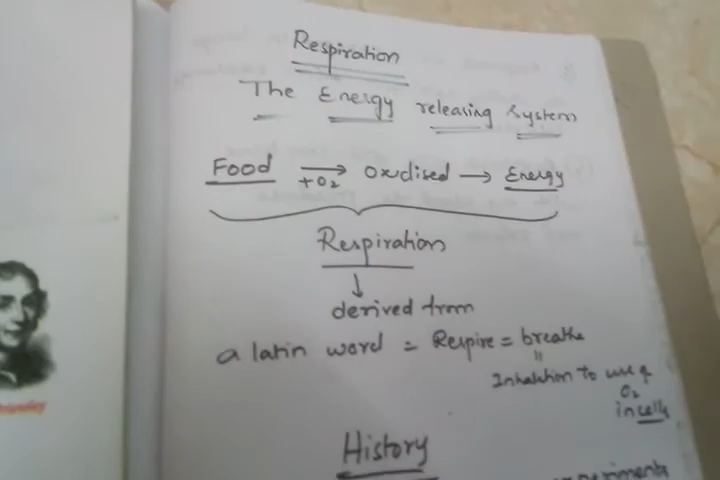 Respiration
The Energy releasing System
Food → oxidised → Energy
+O₂
Respiration
↓
derived from
a latin word = Respire = breathe
=
Inhalation to use of
O₂
in cells
History
experiments